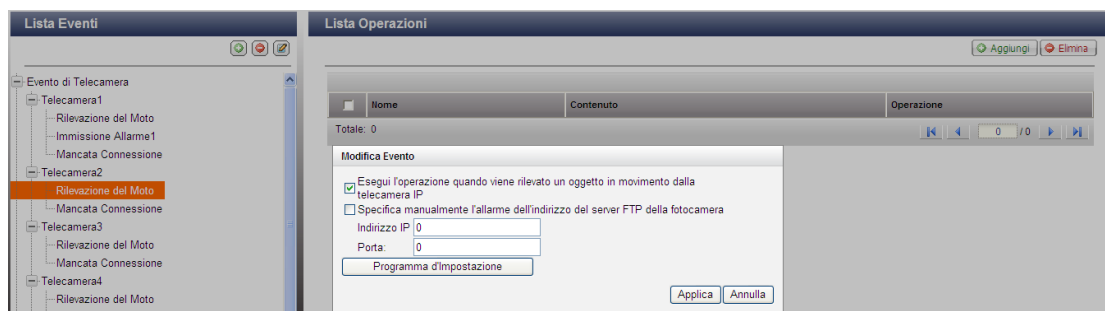 Lista Eventi
Evento di Telecamera
Telecamera1
Rilevazione del Moto
Immissione Allarme1
Mancata Connessione
Telecamera2
Rilevazione del Moto
Mancata Connessione
Telecamera3
Rilevazione del Moto
Mancata Connessione
Telecamera4
Rilevazione del Moto
Lista Operazioni
Aggiungi Elimina
Nome Contenuto Operazione
Totale: 0 0 / 0
Modifica Evento
Esegui l'operazione quando viene rilevato un oggetto in movimento dalla
telecamera IP
Specifica manualmente l'allarme dell'indirizzo del server FTP della fotocamera
Indirizzo IP 0
Porta: 0
Programma d'Impostazione
Applica Annulla